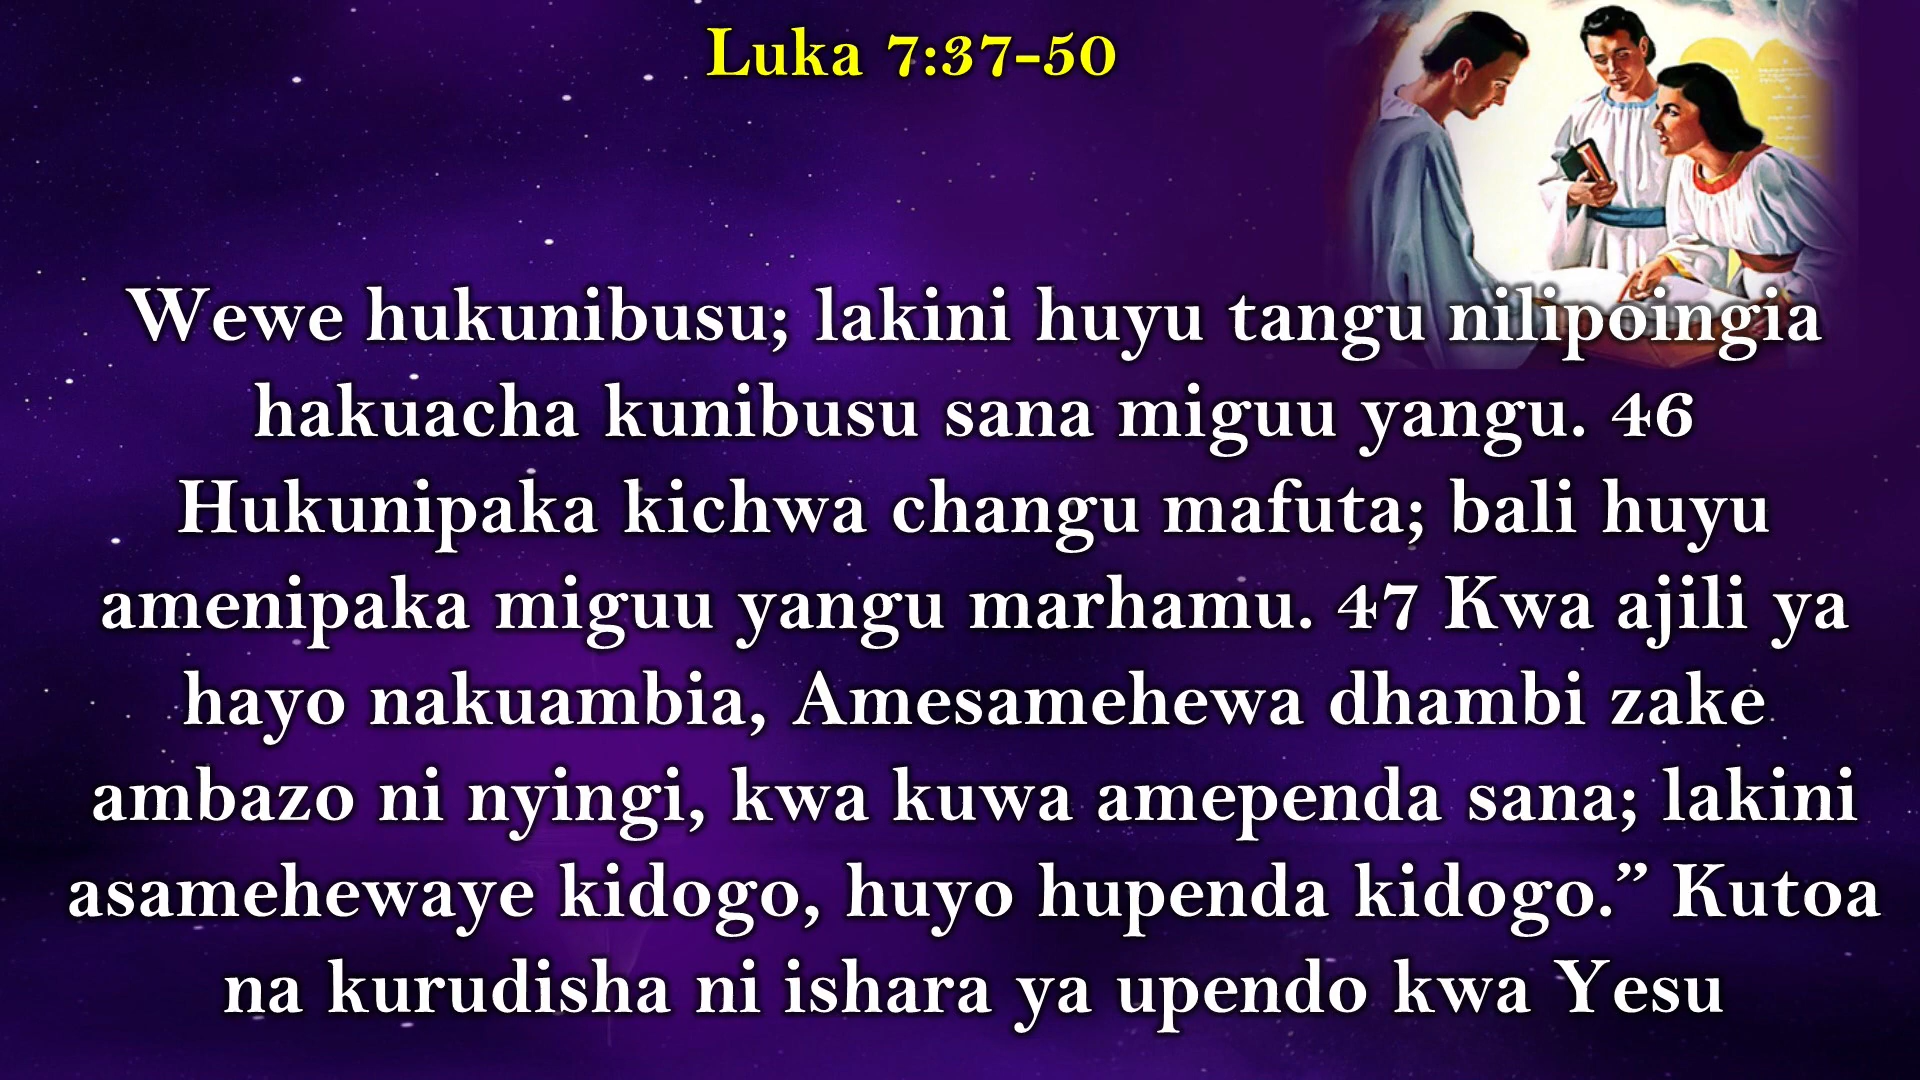 Luka 7:37-50
Wewe hukunibusu; lakini huyu tangu nilipoingia
hakuacha kunibusu sana miguu yangu. 46
Hukunipaka kichwa changu mafuta; bali huyu
amenipaka miguu yangu marhamu. 47 Kwa ajili ya
hayo nakuambia, Amesamehewa dhambi zake
ambazo ni nyingi, kwa kuwa amependa sana; lakini
asamehewaye kidogo, huyo hupenda kidogo.” Kutoa
na kurudisha ni ishara ya upendo kwa Yesu